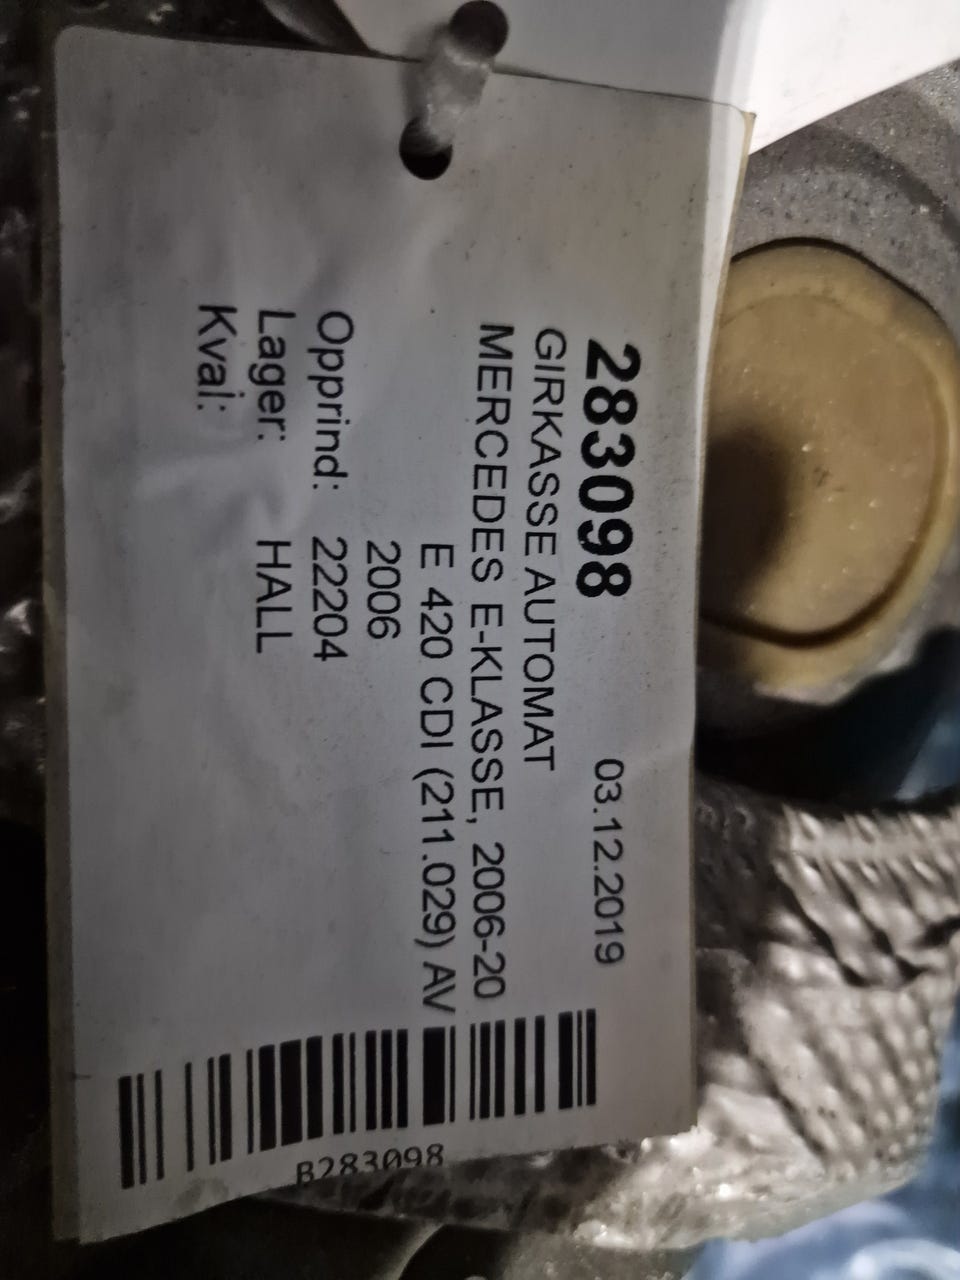 283098 03.12.2019
GIRKASSE AUTOMAT
MERCEDES E-KLASSE, 2006-20
E 420 CDI (211.029) AV
2006
Opprind: 22204
Lager: HALL
Kval:
B283098